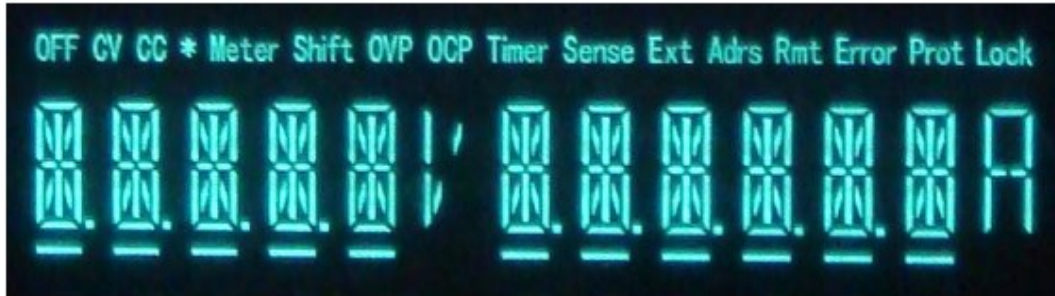 OFF CV CC * Meter Shift OVP OCP Timer Sense Ext Adrs Rmt Error Prot Lock
V A